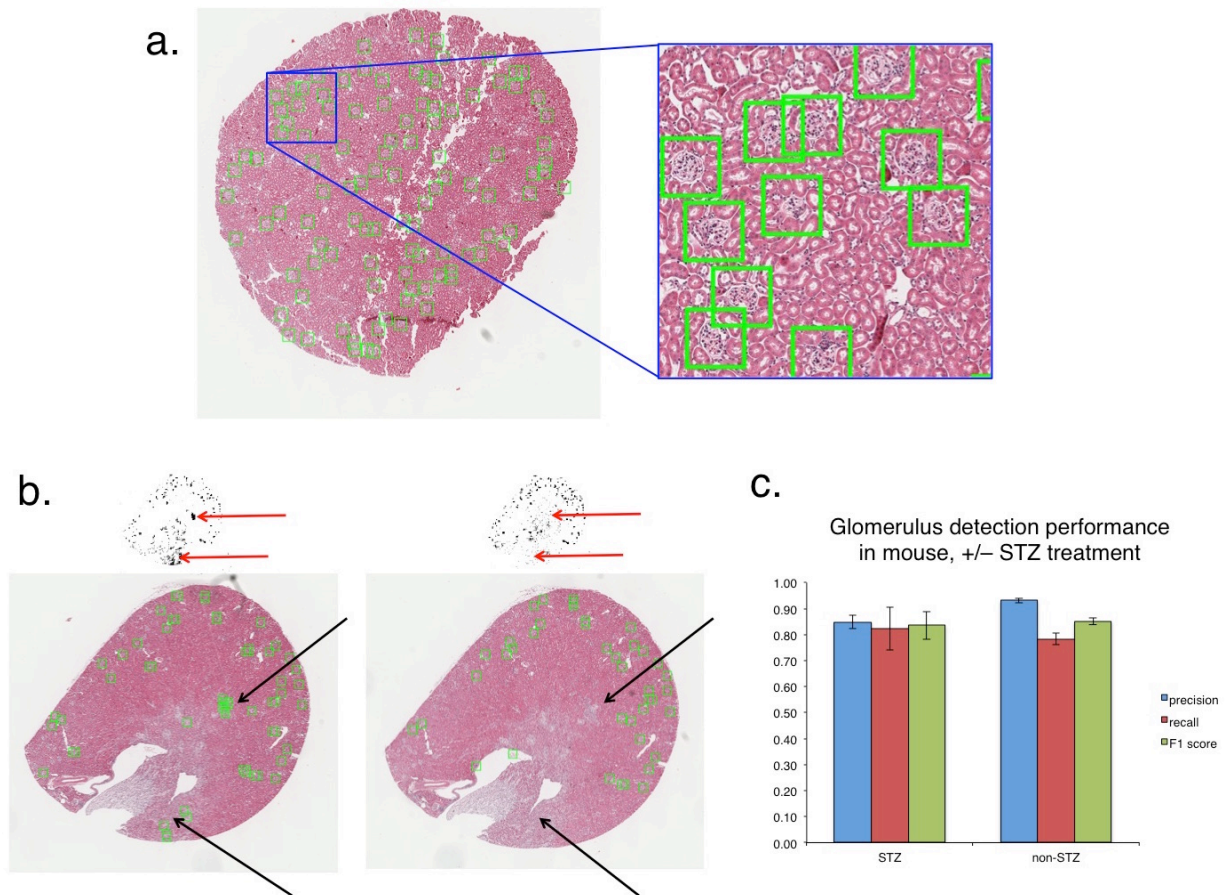 a.
b.
c.
Glomerulus detection performance
in mouse, +/– STZ treatment
1.00
0.90
0.80
0.70
0.60
0.50
0.40
0.30
0.20
0.10
0.00
STZ
non-STZ
precision
recall
F1 score